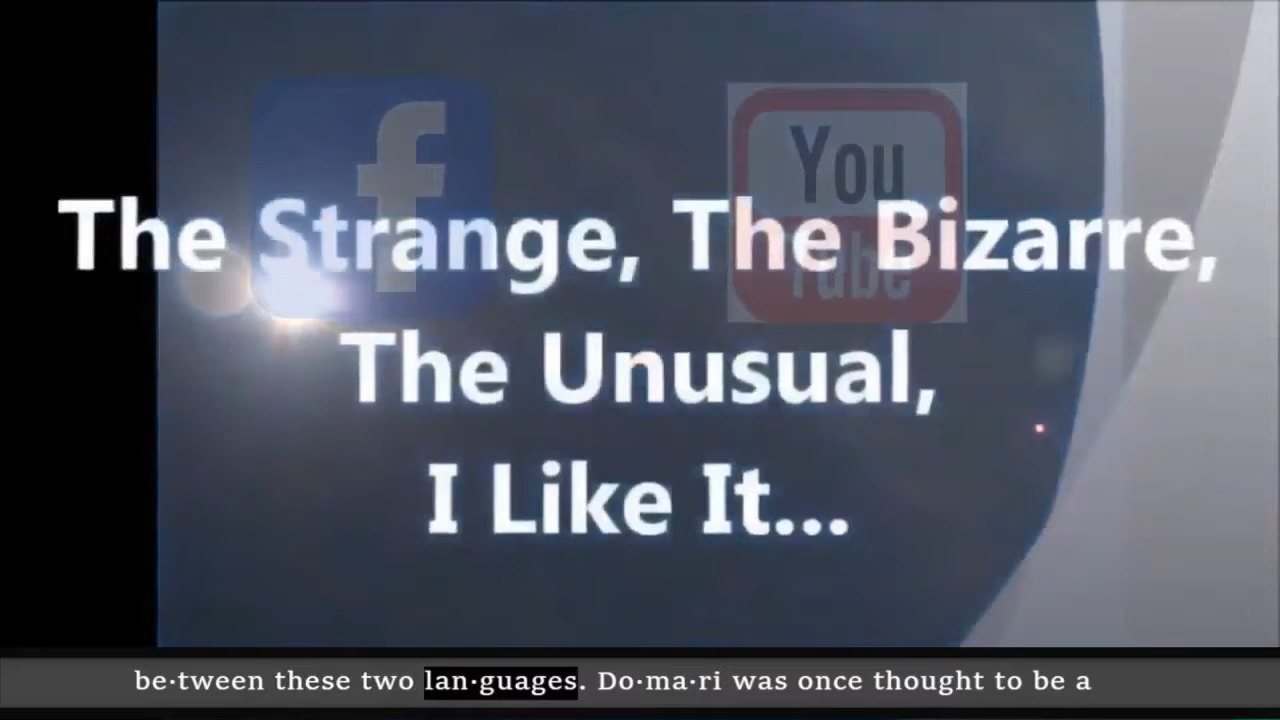 f
You
Tube
The Strange, The Bizarre,
The Unusual,
I Like It...
be·tween these two lan·guages. Do·ma·ri was once thought to be a